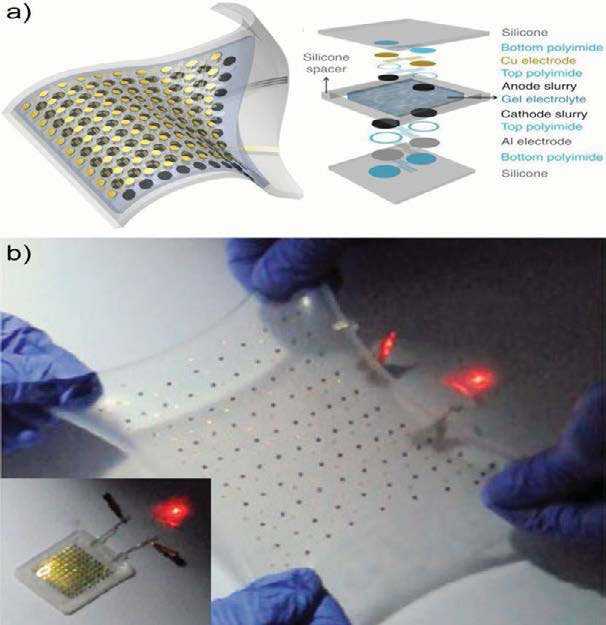 a)
Silicone
Bottom polyimide
Cu electrode
Top polyimide
Anode slurry
Gel electrolyte
Cathode slurry
Top polyimide
Al electrode
Bottom polyimide
Silicone
Silicone
spacer
b)